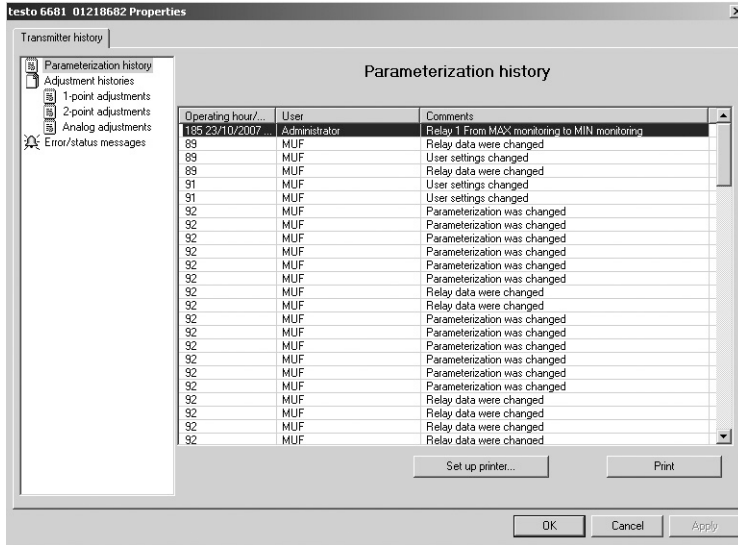 testo 6681 01218682 Properties
Transmitter history
Parameterization history
Adjustment histories
1-point adjustments
2-point adjustments
Analog adjustments
Error/status messages
Parameterization history
Operating hour/... User Comments
185 23/10/2007 ... Administrator Relay 1 From MAX monitoring to MIN monitoring
89 MUF Relay data were changed
89 MUF User settings changed
89 MUF Relay data were changed
91 MUF User settings changed
91 MUF User settings changed
92 MUF Parameterization was changed
92 MUF Parameterization was changed
92 MUF Parameterization was changed
92 MUF Parameterization was changed
92 MUF Parameterization was changed
92 MUF Parameterization was changed
92 MUF Relay data were changed
92 MUF Relay data were changed
92 MUF Parameterization was changed
92 MUF Parameterization was changed
92 MUF Parameterization was changed
92 MUF Parameterization was changed
92 MUF Parameterization was changed
92 MUF Parameterization was changed
92 MUF Relay data were changed
92 MUF Relay data were changed
92 MUF Relay data were changed
92 MUF Relay data were changed
Set up printer... Print
OK Cancel Apply